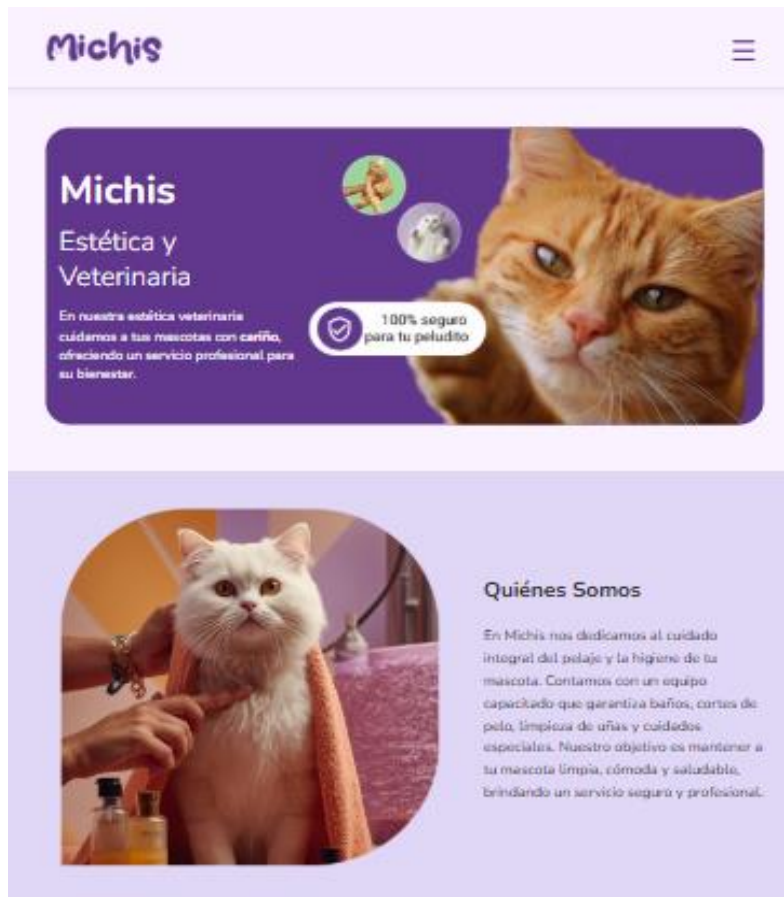 Michis
Michis
Estética y
Veterinaria
En nuestra estética veterinaria
cuidamos a tus mascotas con cariño,
ofreciendo un servicio profesional para
su bienestar.
100% seguro
para tu peludito
Quiénes Somos
En Michis nos dedicamos al cuidado
integral del pelaje y la higiene de tu
mascota. Contamos con un equipo
capacitado que garantiza baños, cortes de
pelo, limpieza de uñas y cuidados
especiales. Nuestro objetivo es mantener a
tu mascota limpia, cómoda y saludable,
brindando un servicio seguro y profesional.